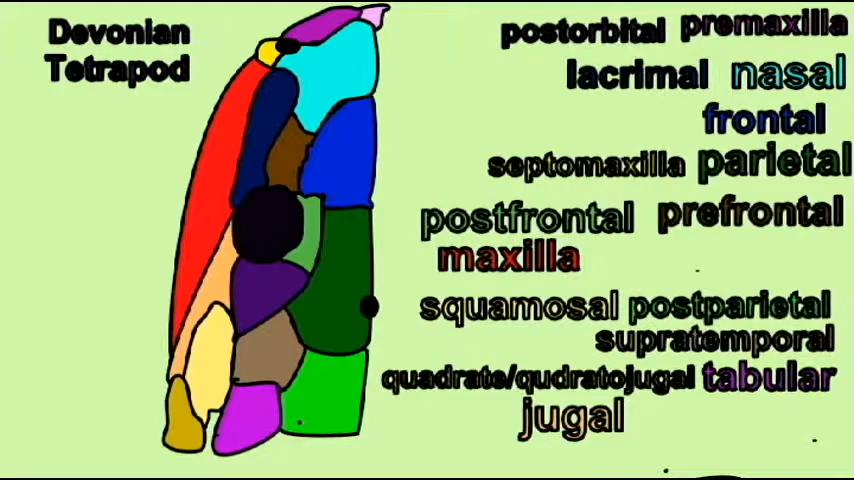 Devonian
Tetrapod
postorbital premaxilla
lacrimal nasal
frontal
septomaxilla parietal
postfrontal prefrontal
maxilla
squamosal postparietal
supratemporal
quadrate/qudratojugal tabular
jugal